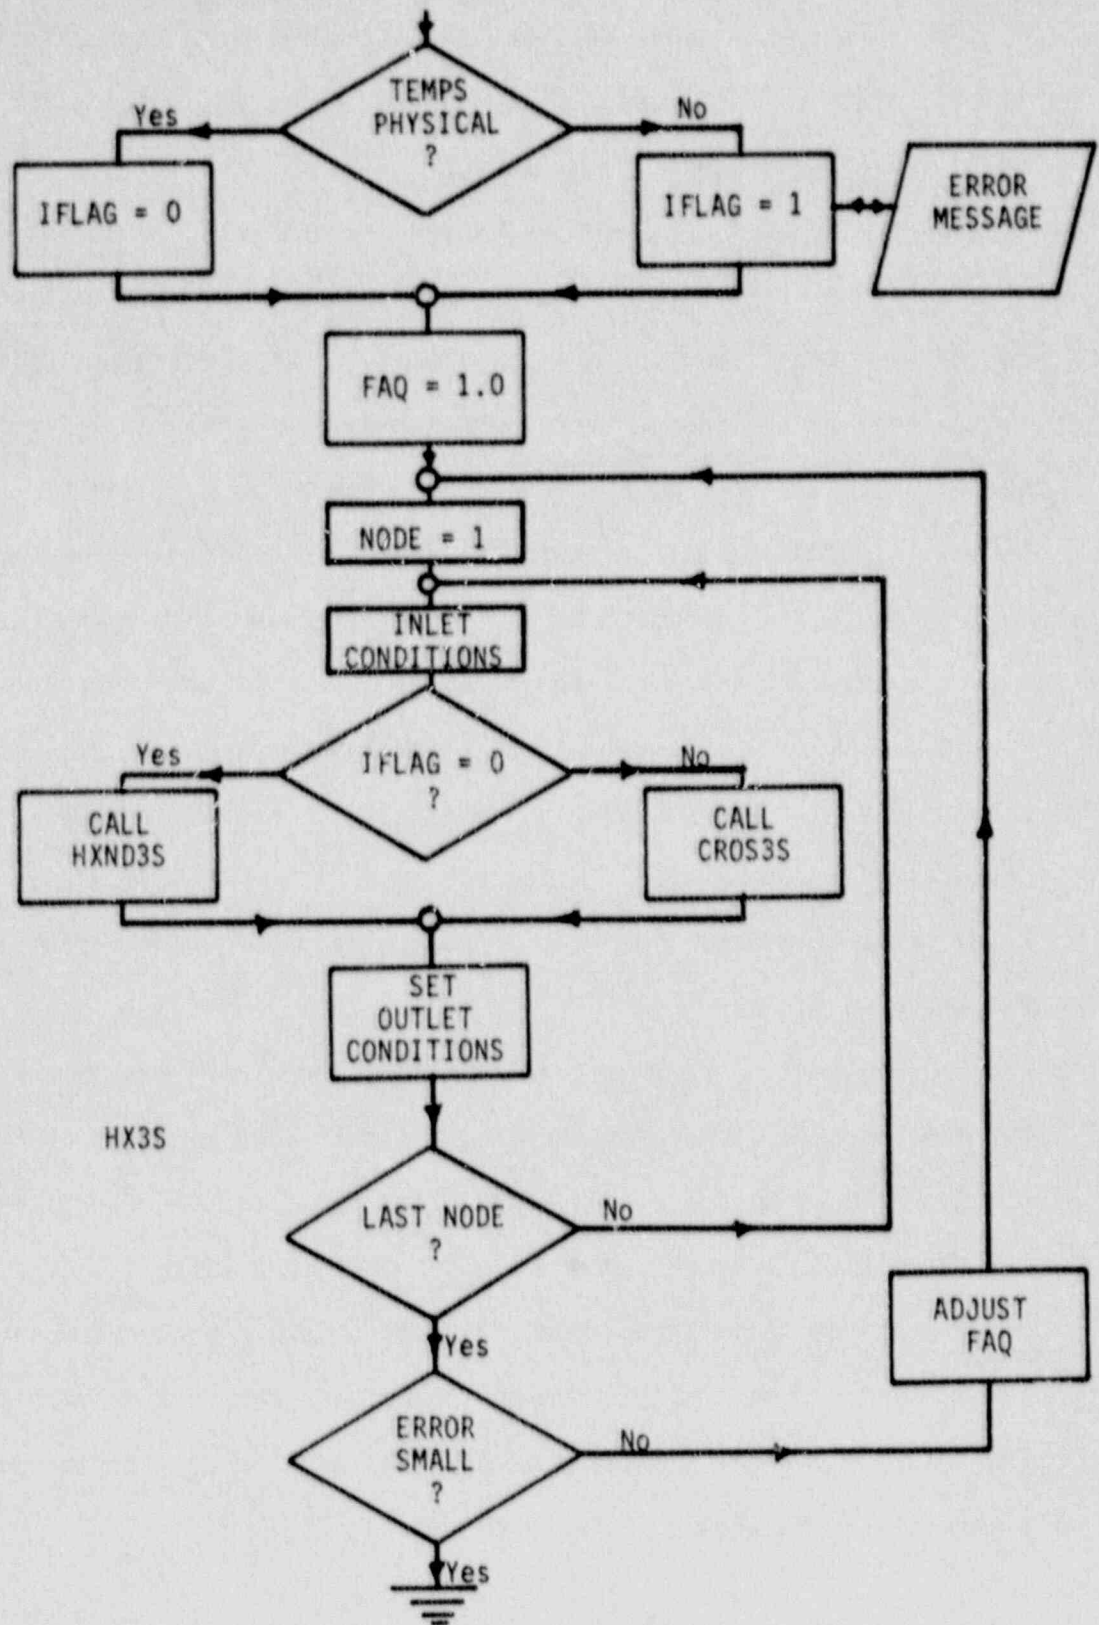 TEMPS
PHYSICAL
?
Yes
No
IFLAG = 0
IFLAG = 1
ERROR
MESSAGE
FAQ = 1.0
NODE = 1
INLET
CONDITIONS
IFLAG = 0
?
Yes
No
CALL
HXND3S
CALL
CROS3S
SET
OUTLET
CONDITIONS
HX3S
LAST NODE
?
No
Yes
ADJUST
FAQ
ERROR
SMALL
?
No
Yes